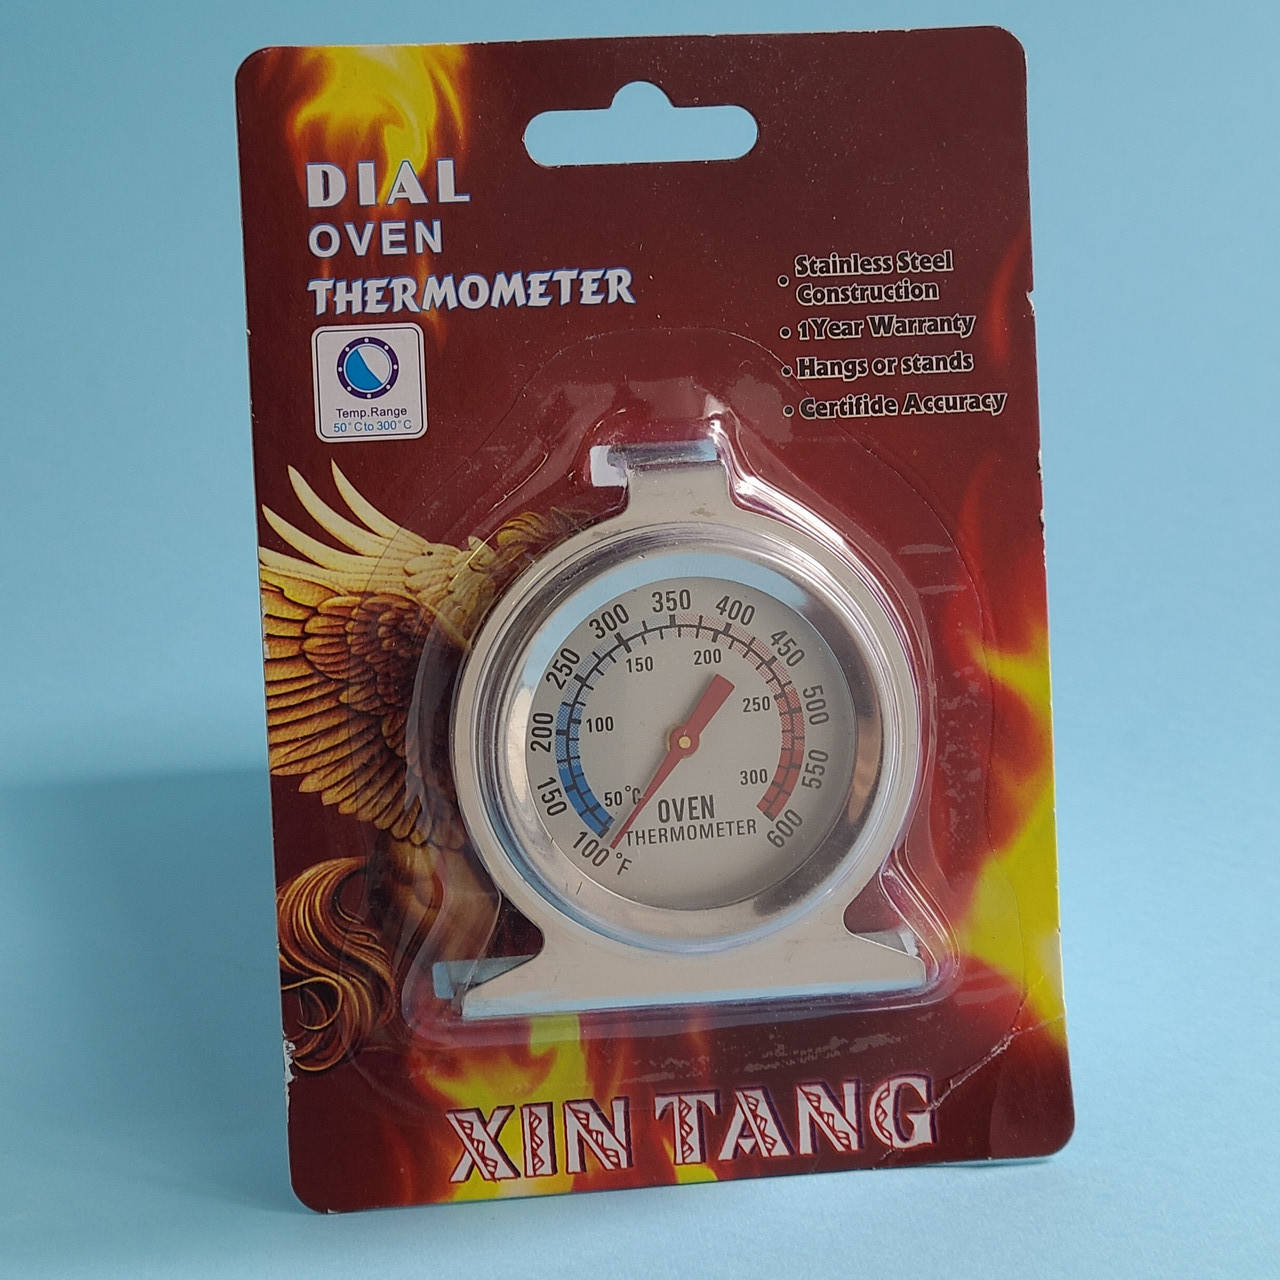 DIAL
OVEN
THERMOMETER
Temp.Range
50°C to 300°C
• Stainless Steel
Construction
• 1Year Warranty
• Hangs or stands
• Certifide Accuracy
100 °F
150
200
250
300
350
400
450
500
550
600
50°C
100
150
200
250
300
OVEN
THERMOMETER
XIN TANG